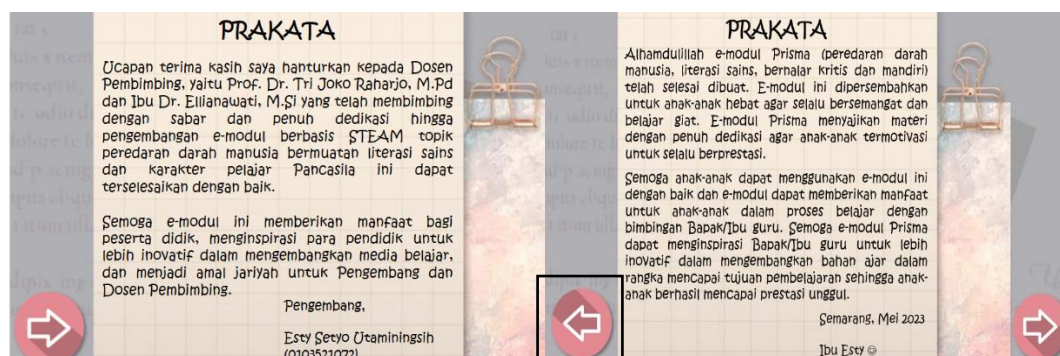 PRAKATA
Ucapan terima kasih saya hanturkan kepada Dosen
Pembimbing, yaitu Prof. Dr. Tri Joko Raharjo, M.Pd
dan Ibu Dr. Ellianawati, M.Si yang telah membimbing
dengan sabar dan penuh dedikasi hingga
pengembangan e-modul berbasis STEAM topik
peredaran darah manusia bermuatan literasi sains
dan karakter pelajar Pancasila ini dapat
terselesaikan dengan baik.
Semoga e-modul ini memberikan manfaat bagi
peserta didik, menginspirasi para pendidik untuk
lebih inovatif dalam mengembangkan media belajar,
dan menjadi amal jariyah untuk Pengembang dan
Dosen Pembimbing.
Pengembang,
Esty Setyo Utaminingsih
(0103521072)
PRAKATA
Alhamdulillah e-modul Prisma (peredaran darah
manusia, literasi sains, bernalar kritis dan mandiri)
telah selesai dibuat. E-modul ini dipersembahkan
untuk anak-anak hebat agar selalu bersemangat dan
belajar giat. E-modul Prisma menyajikan materi
dengan penuh dedikasi agar anak-anak termotivasi
untuk selalu berprestasi.
Semoga anak-anak dapat menggunakan e-modul ini
dengan baik dan e-modul dapat memberikan manfaat
untuk anak-anak dalam proses belajar dengan
bimbingan Bapak/Ibu guru. Semoga e-modul Prisma
dapat menginspirasi Bapak/Ibu guru untuk lebih
inovatif dalam mengembangkan bahan ajar dalam
rangka mencapai tujuan pembelajaran sehingga anak-
anak berhasil mencapai prestasi unggul.
Semarang, Mei 2023
Ibu Esty ☺